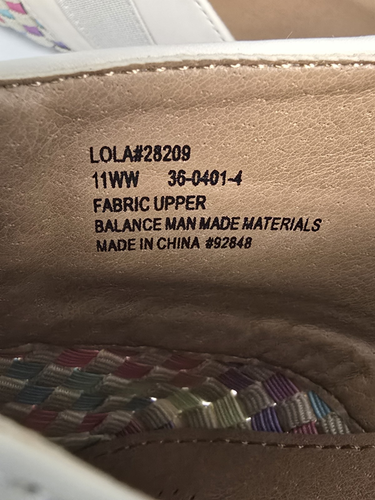 LOLA#28209
11WW 36-0401-4
FABRIC UPPER
BALANCE MAN MADE MATERIALS
MADE IN CHINA #92848